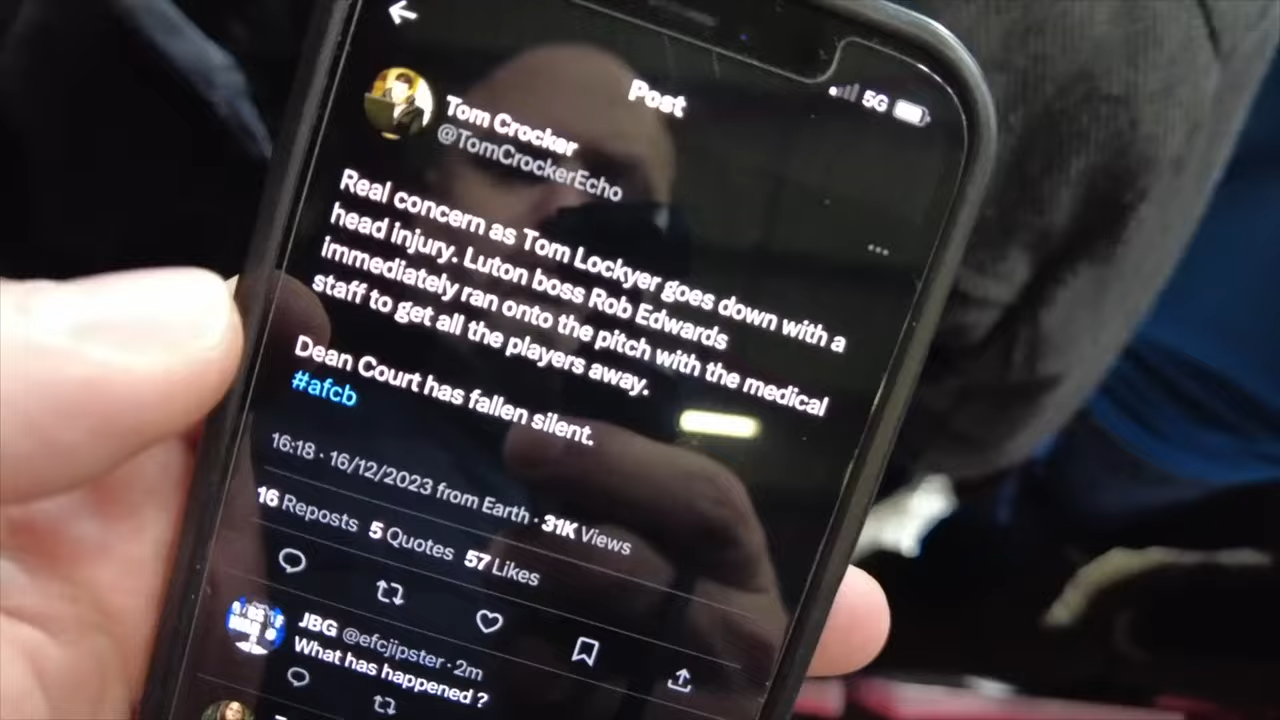 Post
5G
Tom Crocker
@TomCrockerEcho
Real concern as Tom Lockyer goes down with a
head injury. Luton boss Rob Edwards
immediately ran onto the pitch with the medical
staff to get all the players away.
Dean Court has fallen silent.
#afcb
16:18 · 16/12/2023 from Earth · 31K Views
16 Reposts 5 Quotes 57 Likes
JBG @efcjipster · 2m
What has happened ?